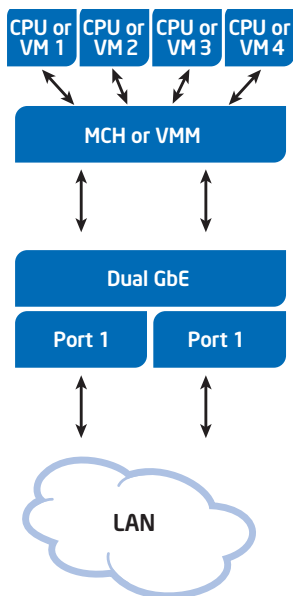 CPU or VM 1
CPU or VM 2
CPU or VM 3
CPU or VM 4
MCH or VMM
Dual GbE
Port 1
Port 1
LAN